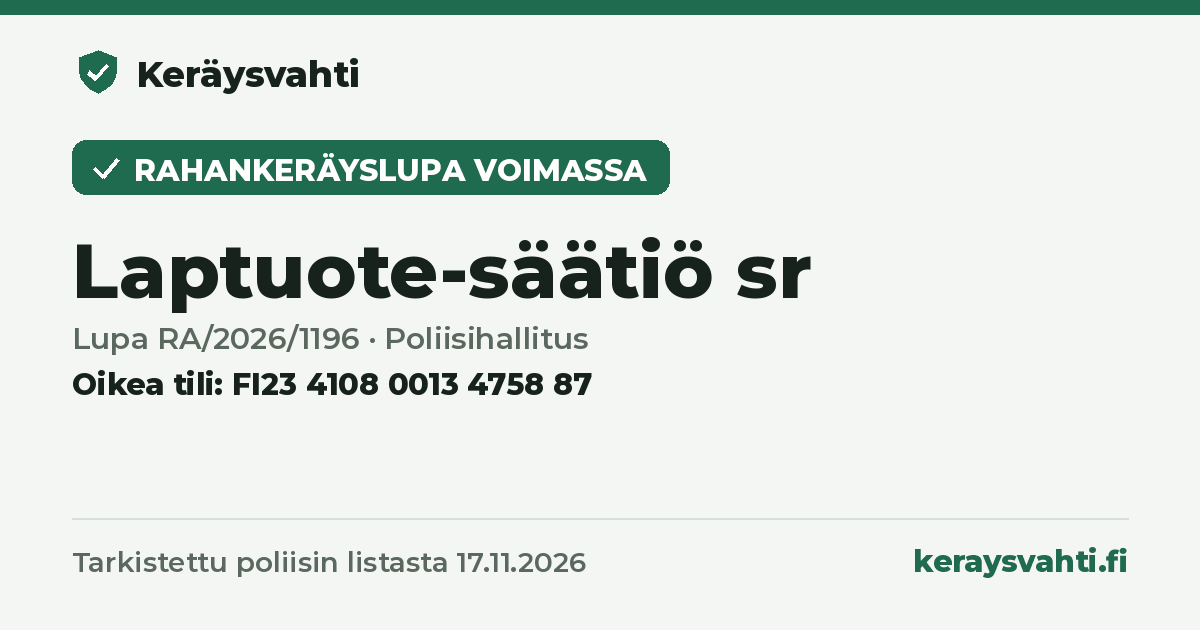 Keräysvahti
RAHANKERÄYSLUPA VOIMASSA
Laptuote-säätiö sr
Lupa RA/2026/1196 · Poliisihallitus
Oikea tili: FI23 4108 0013 4758 87
Tarkistettu poliisin listasta 17.11.2026
keraysvahti.fi